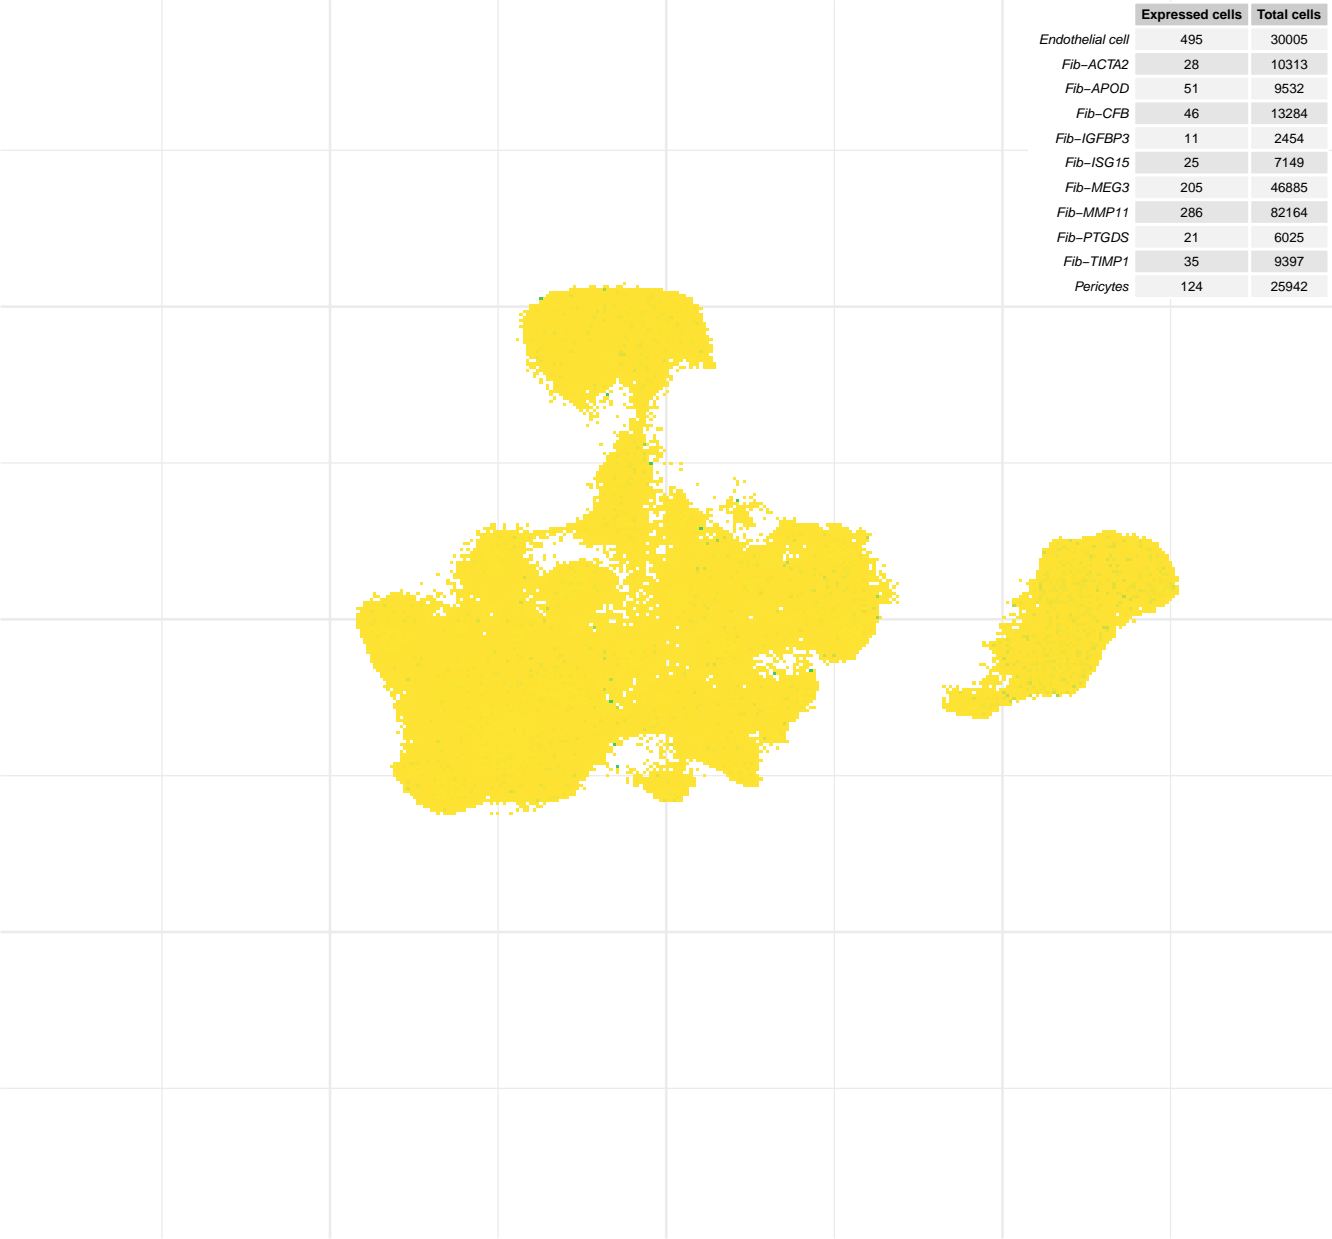 Expressed cells Total cells
Endothelial cell 495 30005
Fib−ACTA2 28 10313
Fib−APOD 51 9532
Fib−CFB 46 13284
Fib−IGFBP3 11 2454
Fib−ISG15 25 7149
Fib−MEG3 205 46885
Fib−MMP11 286 82164
Fib−PTGDS 21 6025
Fib−TIMP1 35 9397
Pericytes 124 25942